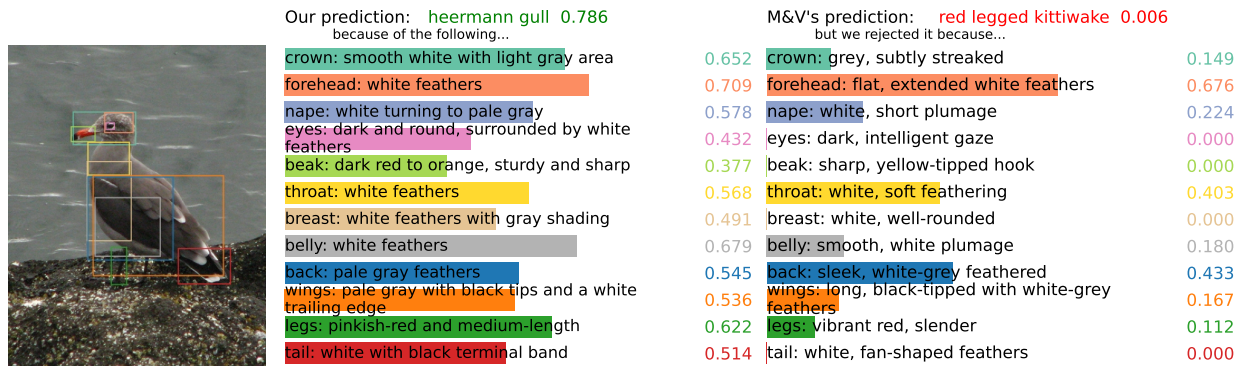 Our prediction: heermann gull 0.786
because of the following...
crown: smooth white with light gray area 0.652
forehead: white feathers 0.709
nape: white turning to pale gray 0.578
eyes: dark and round, surrounded by white
feathers 0.432
beak: dark red to orange, sturdy and sharp 0.377
throat: white feathers 0.568
breast: white feathers with gray shading 0.491
belly: white feathers 0.679
back: pale gray feathers 0.545
wings: pale gray with black tips and a white
trailing edge 0.536
legs: pinkish-red and medium-length 0.622
tail: white with black terminal band 0.514
M&V's prediction: red legged kittiwake 0.006
but we rejected it because...
crown: grey, subtly streaked 0.149
forehead: flat, extended white feathers 0.676
nape: white, short plumage 0.224
eyes: dark, intelligent gaze 0.000
beak: sharp, yellow-tipped hook 0.000
throat: white, soft feathering 0.403
breast: white, well-rounded 0.000
belly: smooth, white plumage 0.180
back: sleek, white-grey feathered 0.433
wings: long, black-tipped with white-grey
feathers 0.167
legs: vibrant red, slender 0.112
tail: white, fan-shaped feathers 0.000